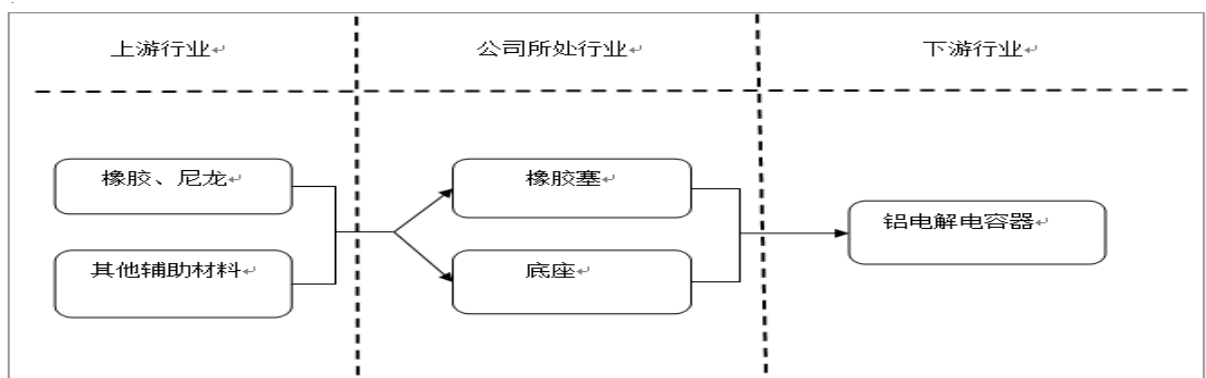 上游行业
公司所处行业
下游行业
橡胶、尼龙
橡胶塞
铝电解电容器
其他辅助材料
底座